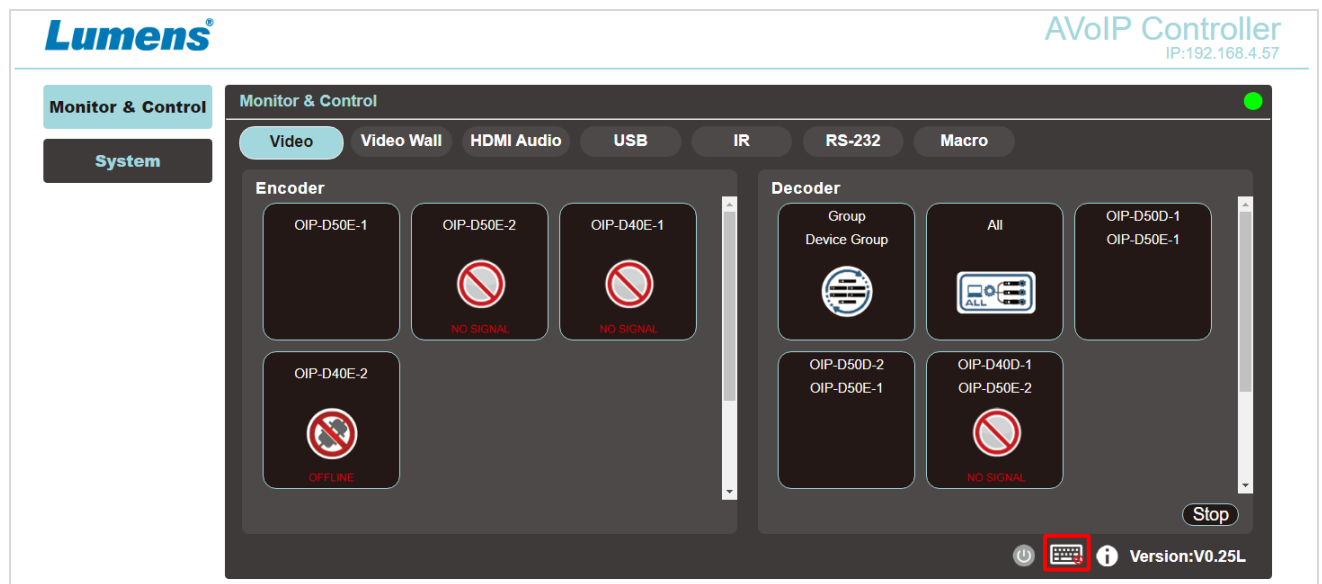 Lumens®
AVoIP Controller
IP:192.168.4.57
Monitor & Control
System
Monitor & Control
Video
Video Wall
HDMI Audio
USB
IR
RS-232
Macro
Encoder
OIP-D50E-1
OIP-D50E-2
NO SIGNAL
OIP-D40E-1
NO SIGNAL
OIP-D40E-2
OFFLINE
Decoder
Group
Device Group
All
ALL
OIP-D50D-1
OIP-D50E-1
OIP-D50D-2
OIP-D50E-1
OIP-D40D-1
OIP-D50E-2
NO SIGNAL
Stop
Version:V0.25L